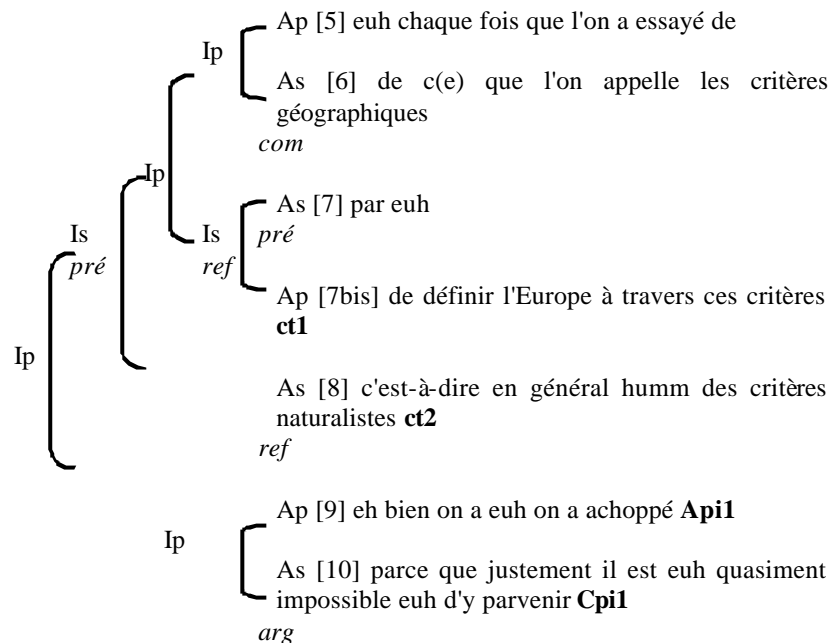 Ap [5] euh chaque fois que l'on a essayé de
Ip
As [6] de c(e) que l'on appelle les critères
géographiques
com
Ip
As [7] par euh
Is Is pré
pré ref
Ap [7bis] de définir l'Europe à travers ces critères
ct1
Ip
As [8] c'est-à-dire en général humm des critères
naturalistes ct2
ref
Ap [9] eh bien on a euh on a achoppé Api1
Ip
As [10] parce que justement il est euh quasiment
impossible euh d'y parvenir Cpi1
arg